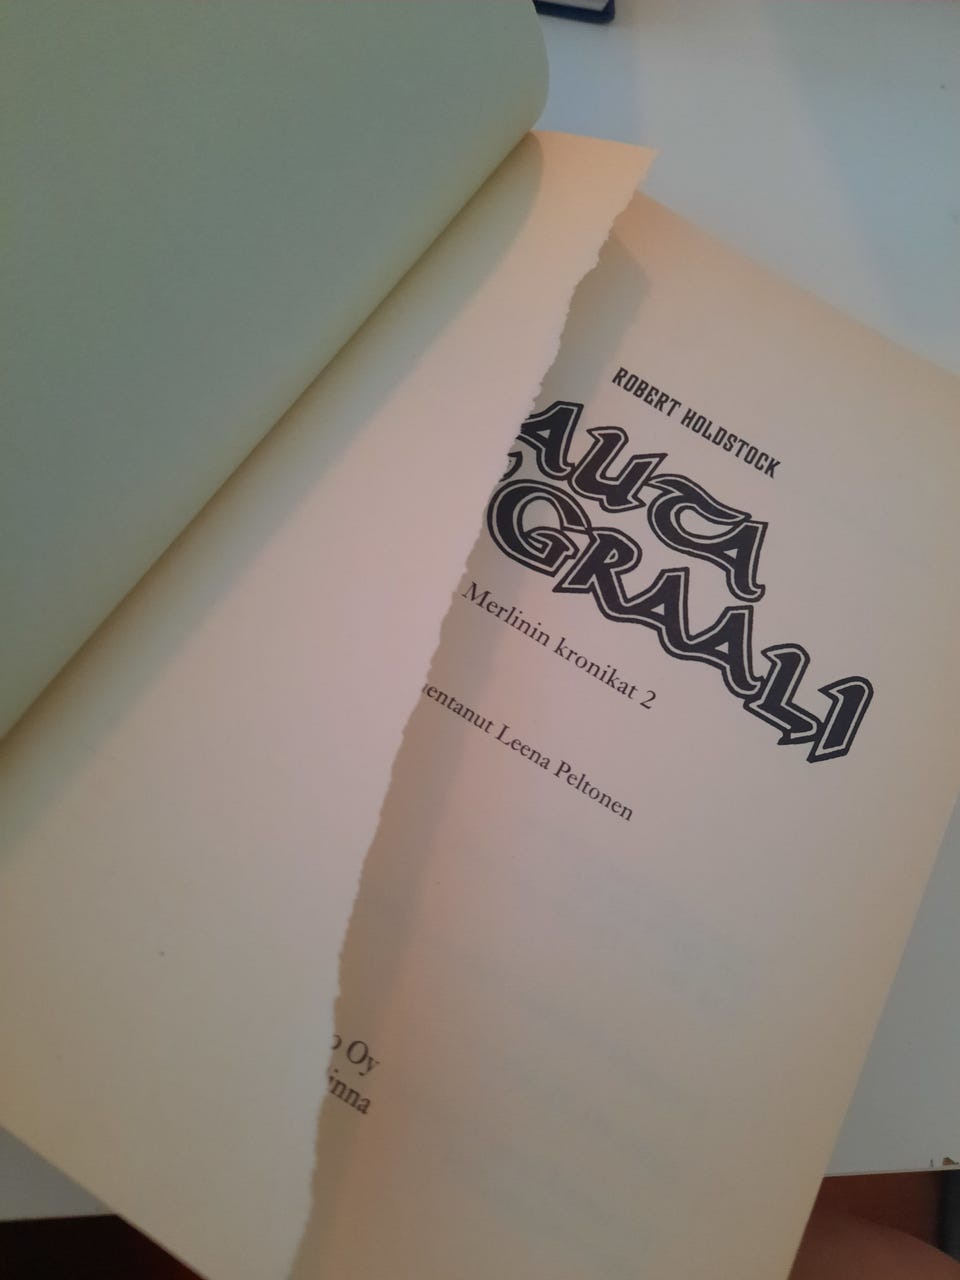 ROBERT HOLDSTOCK
AUTA
GRAALI
Merlinin kronikat 2
entanut Leena Peltonen
o Oy
inna